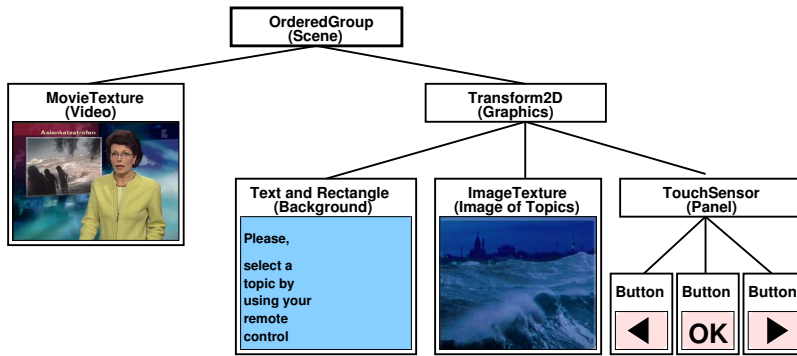 OrderedGroup
(Scene)
MovieTexture
(Video)
Asienkatastrofen
Transform2D
(Graphics)
Text and Rectangle
(Background)
Please,
select a
topic by
using your
remote
control
ImageTexture
(Image of Topics)
TouchSensor
(Panel)
Button
Button
OK
Button